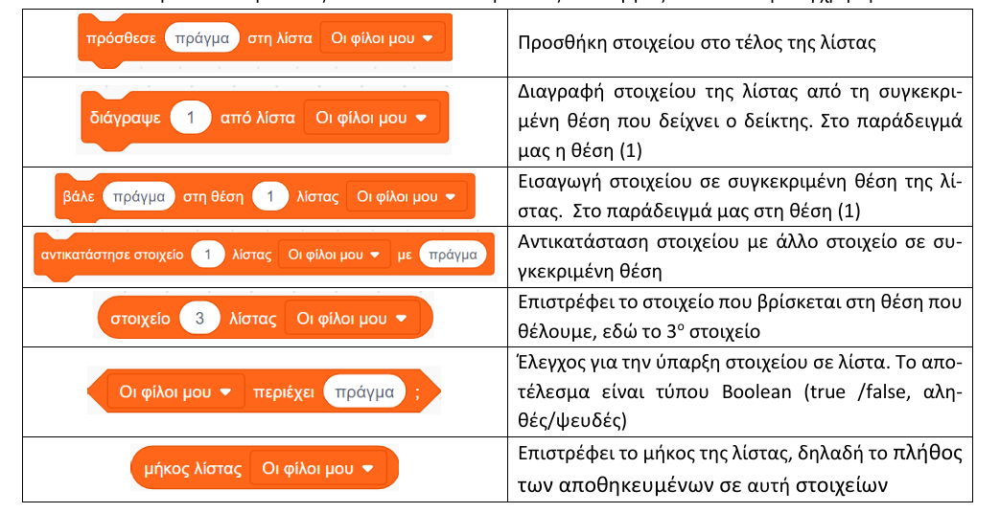 πρόσθεσε πράγμα στη λίστα Οι φίλοι μου
Προσθήκη στοιχείου στο τέλος της λίστας
διάγραψε 1 από λίστα Οι φίλοι μου
Διαγραφή στοιχείου της λίστας από τη συγκεκρι-
μένη θέση που δείχνει ο δείκτης. Στο παράδειγμά
μας η θέση (1)
βάλε πράγμα στη θέση 1 λίστας Οι φίλοι μου
Εισαγωγή στοιχείου σε συγκεκριμένη θέση της λί-
στας. Στο παράδειγμά μας στη θέση (1)
αντικατάστησε στοιχείο 1 λίστας Οι φίλοι μου με πράγμα
Αντικατάσταση στοιχείου με άλλο στοιχείο σε συ-
γκεκριμένη θέση
στοιχείο 3 λίστας Οι φίλοι μου
Επιστρέφει το στοιχείο που βρίσκεται στη θέση που
θέλουμε, εδώ το 3ο στοιχείο
Οι φίλοι μου περιέχει πράγμα ;
Έλεγχος για την ύπαρξη στοιχείου σε λίστα. Το απο-
τέλεσμα είναι τύπου Boolean (true /false, αλη-
θές/ψευδές)
μήκος λίστας Οι φίλοι μου
Επιστρέφει το μήκος της λίστας, δηλαδή το πλήθος
των αποθηκευμένων σε αυτή στοιχείων